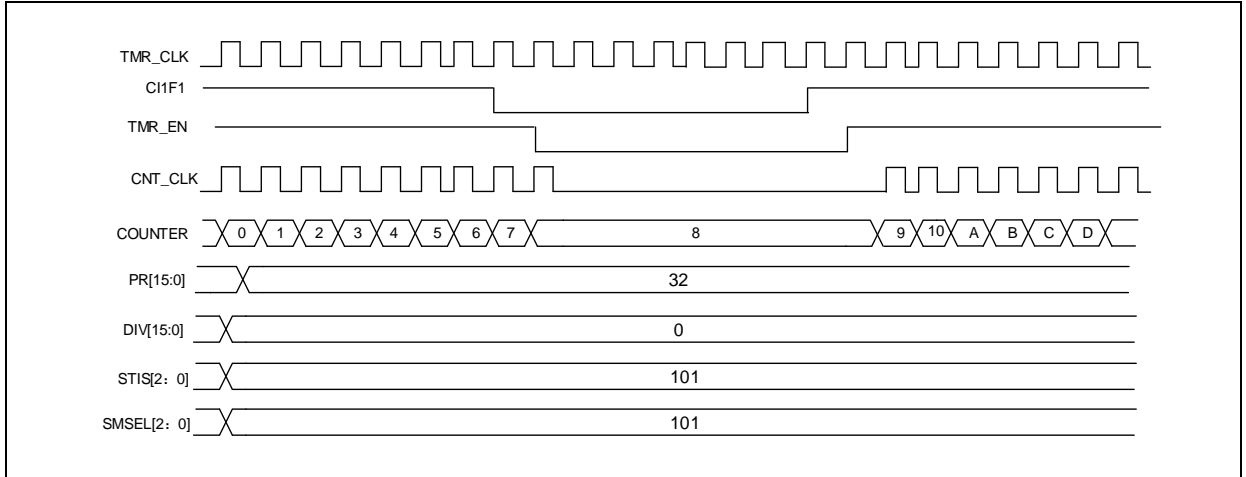 TMR_CLK
CI1F1
TMR_EN
CNT_CLK
COUNTER 0 1 2 3 4 5 6 7 8 9 10 A B C D
PR[15:0] 32
DIV[15:0] 0
STIS[2：0] 101
SMSEL[2：0] 101